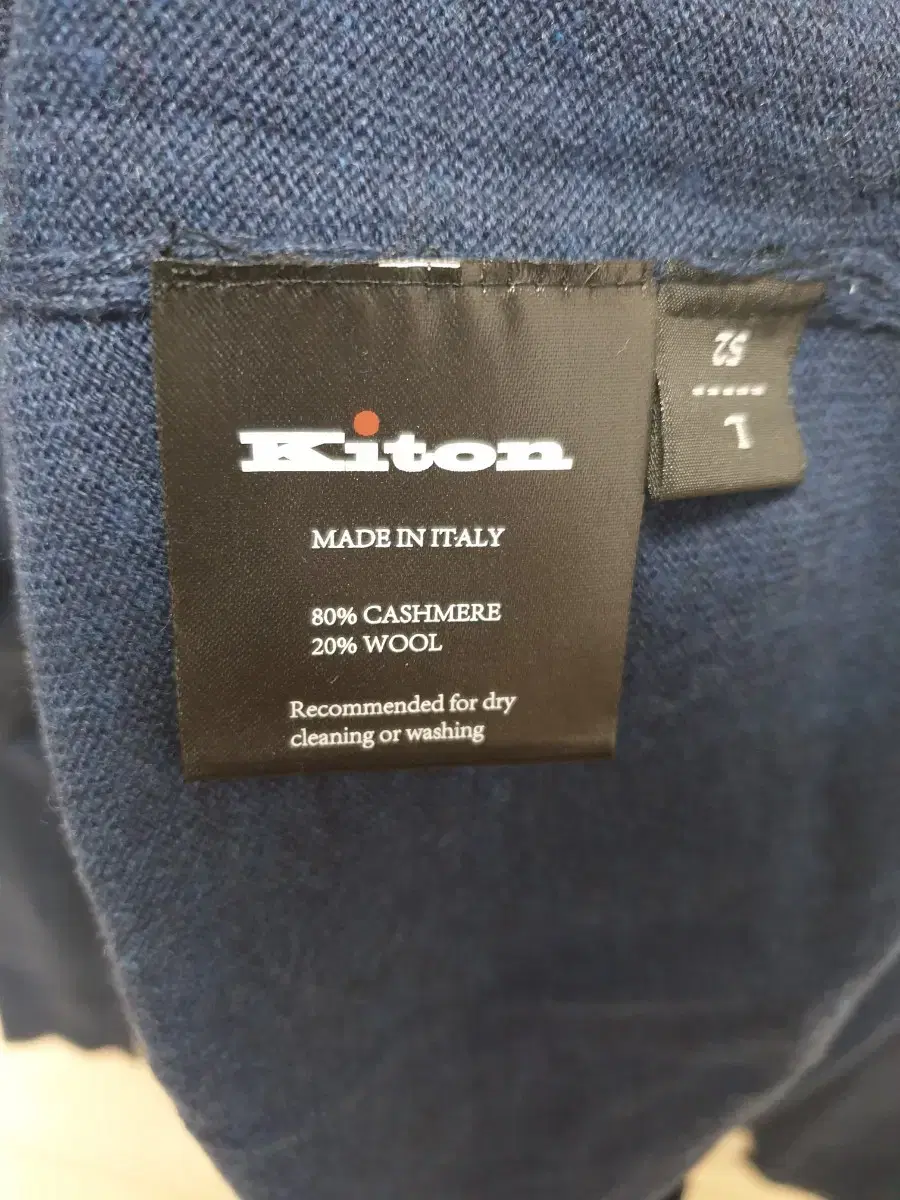 Kiton
MADE IN ITALY
80% CASHMERE
20% WOOL
Recommended for dry
cleaning or washing
L
-----
52